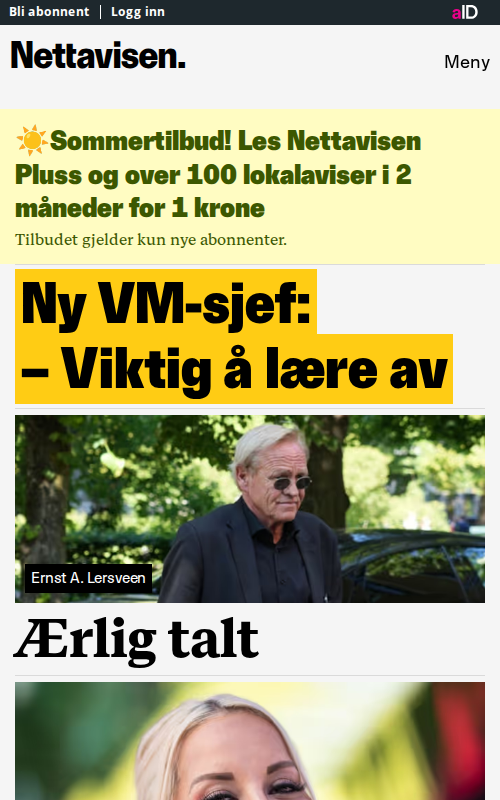 Bli abonnent | Logg inn
aID
Nettavisen.
Meny
☀️Sommertilbud! Les Nettavisen
Pluss og over 100 lokalaviser i 2
måneder for 1 krone
Tilbudet gjelder kun nye abonnenter.
Ny VM-sjef:
– Viktig å lære av
Ernst A. Lersveen
Ærlig talt